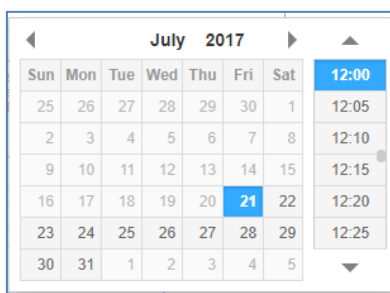 July 2017
Sun Mon Tue Wed Thu Fri Sat
25 26 27 28 29 30 1
2 3 4 5 6 7 8
9 10 11 12 13 14 15
16 17 18 19 20 21 22
23 24 25 26 27 28 29
30 31 1 2 3 4 5
12:00
12:05
12:10
12:15
12:20
12:25